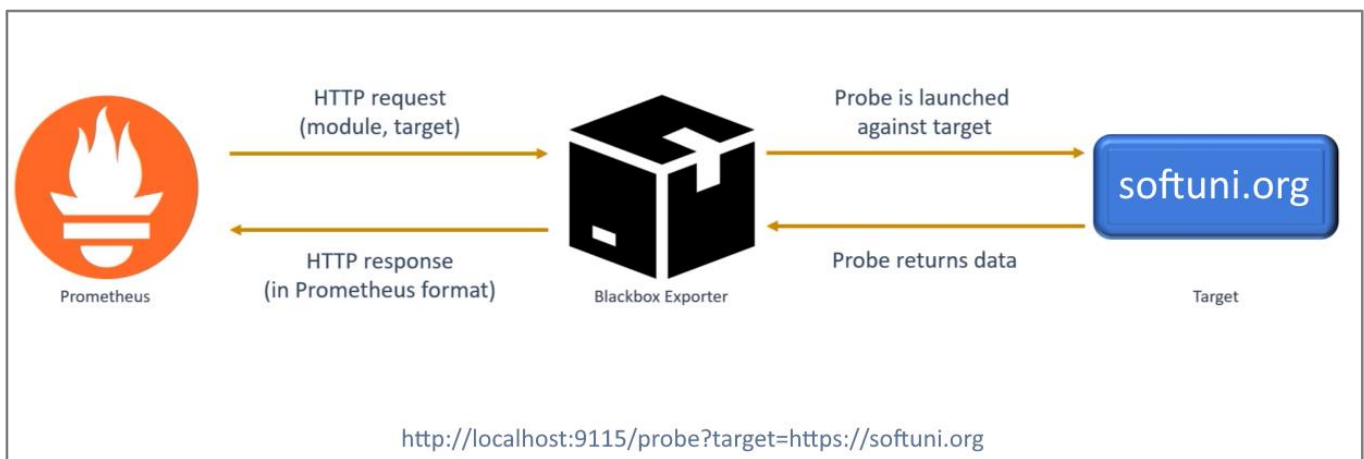 HTTP request
(module, target)
Probe is launched
against target
softuni.org
HTTP response
(in Prometheus format)
Probe returns data
Prometheus
Blackbox Exporter
Target
http://localhost:9115/probe?target=https://softuni.org